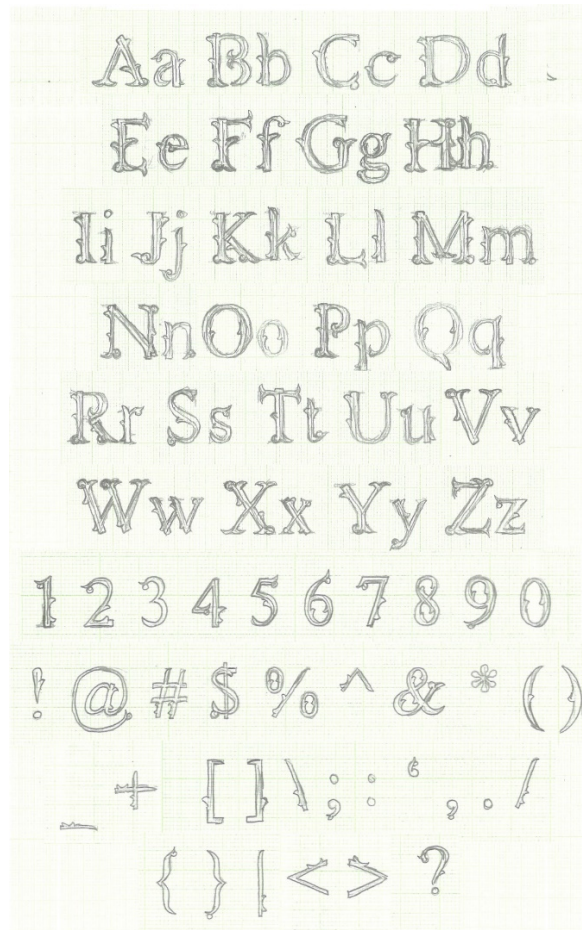 Aa Bb Cc Dd
Ee Ff Gg Hh
Ii Jj Kk Ll Mm
Nn Oo Pp Qq
Rr Ss Tt Uu Vv
Ww Xx Yy Zz
1 2 3 4 5 6 7 8 9 0
! @ # $ % ^ & * ( )
_ + [ ] \ ; : ‘ , . /
{ } | < > ?